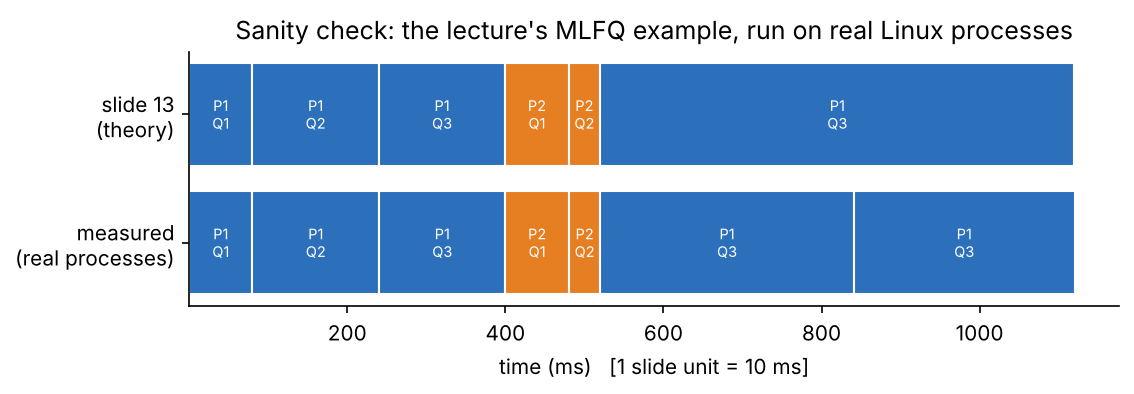 Sanity check: the lecture's MLFQ example, run on real Linux processes
slide 13
(theory)
P1
Q1
P1
Q2
P1
Q3
P2
Q1
P2
Q2
P1
Q3
measured
(real processes)
P1
Q1
P1
Q2
P1
Q3
P2
Q1
P2
Q2
P1
Q3
P1
Q3
200
400
600
800
1000
time (ms) [1 slide unit = 10 ms]